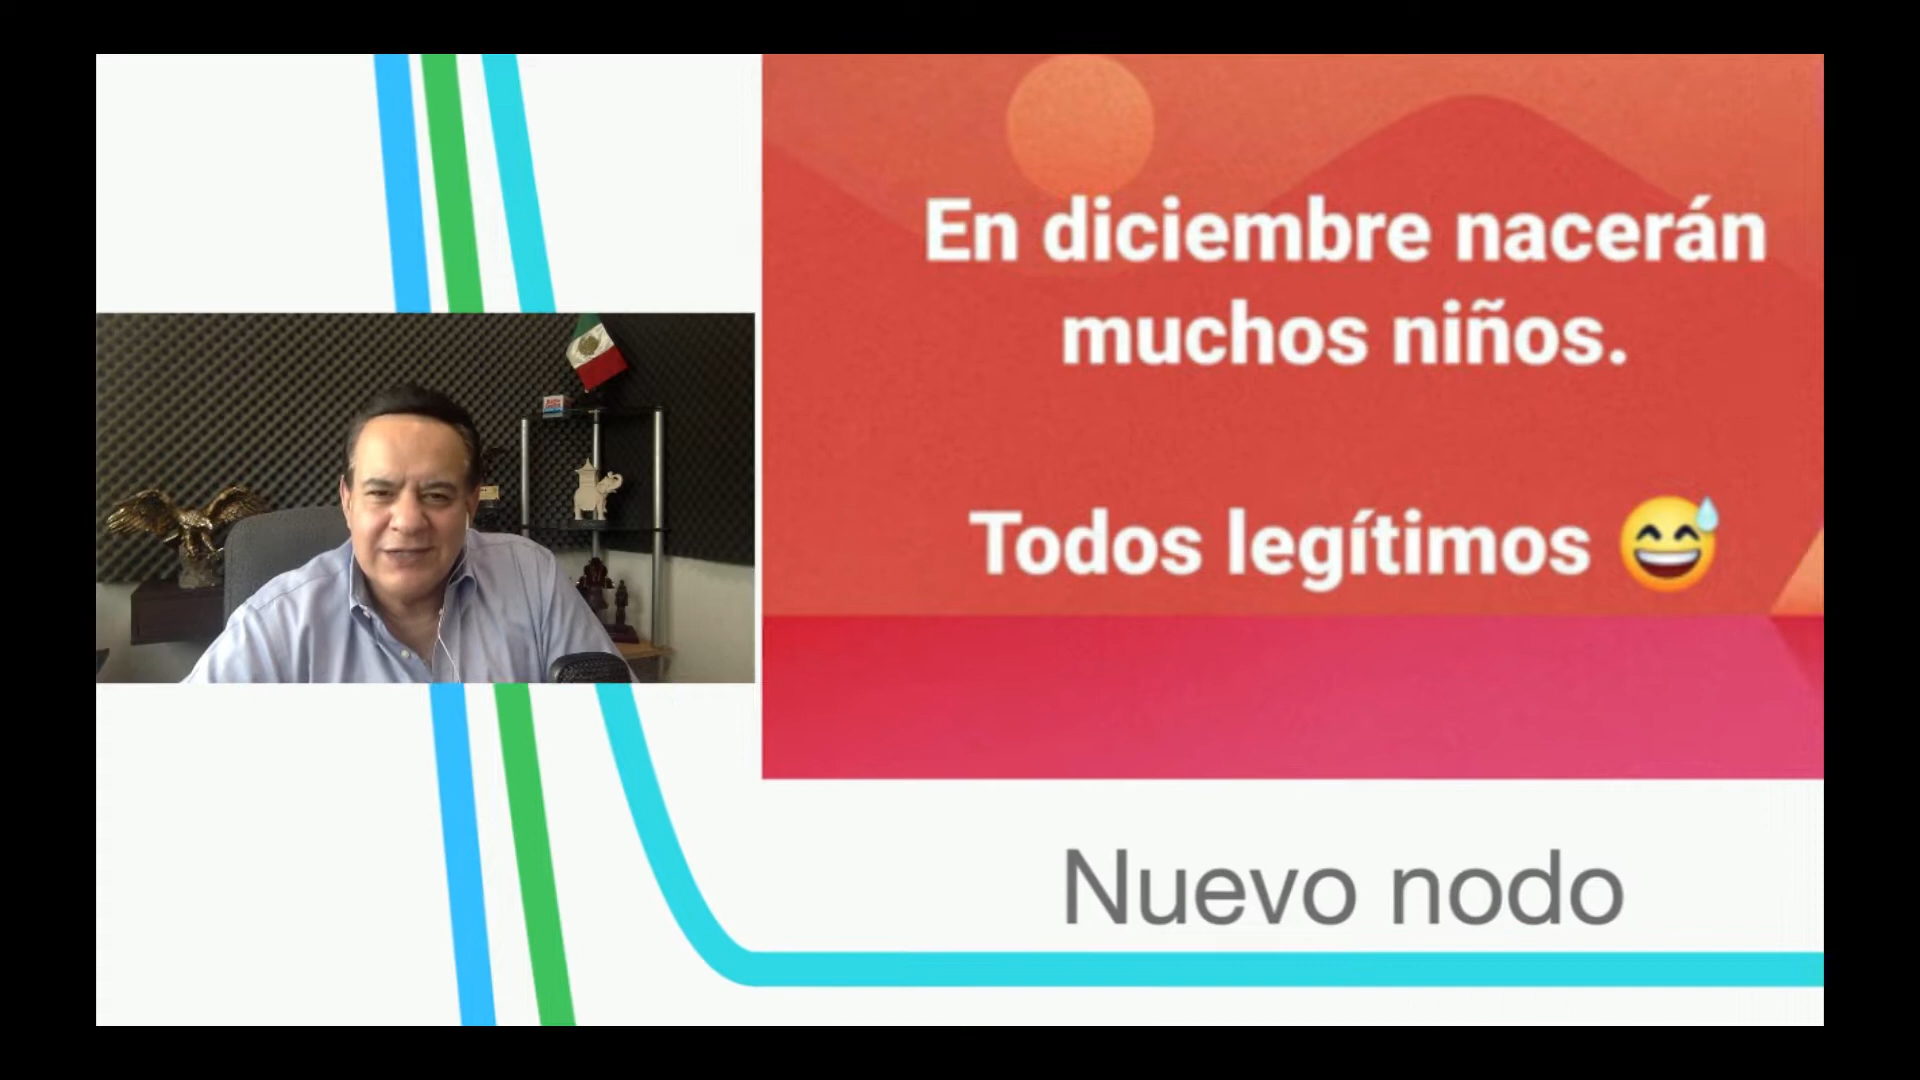 En diciembre nacerán
muchos niños.
Todos legítimos 😅
Nuevo nodo